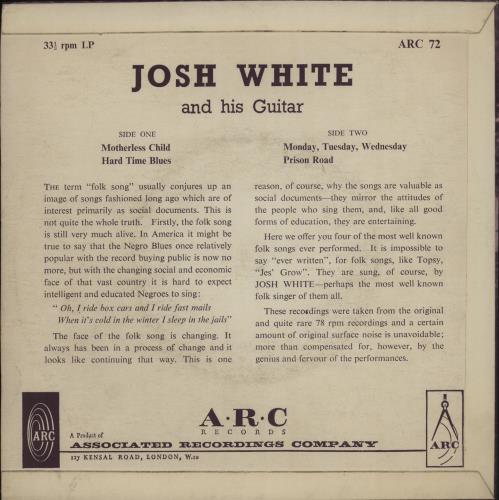 33⅓ rpm LP
ARC 72
JOSH WHITE
and his Guitar
SIDE ONE
Motherless Child
Hard Time Blues
SIDE TWO
Monday, Tuesday, Wednesday
Prison Road
THE term "folk song" usually conjures up an
image of songs fashioned long ago which are of
interest primarily as social documents. This is
not quite the whole truth. Firstly, the folk song
is still very much alive. In America it might be
true to say that the Negro Blues once relatively
popular with the record buying public is now no
more, but with the changing social and economic
face of that vast country it is hard to expect
intelligent and educated Negroes to sing:
" Oh, I ride box cars and I ride fast mails
When it's cold in the winter I sleep in the jails"
The face of the folk song is changing. It
always has been in a process of change and it
looks like continuing that way. This is one
reason, of course, why the songs are valuable as
social documents—they mirror the attitudes of
the people who sing them, and, like all good
forms of education, they are entertaining.
Here we offer you four of the most well known
folk songs ever performed. It is impossible to
say "ever written", for folk songs, like Topsy,
"Jes' Grow". They are sung, of course, by
JOSH WHITE—perhaps the most well known
folk singer of them all.
These recordings were taken from the original
and quite rare 78 rpm recordings and a certain
amount of original surface noise is unavoidable;
more than compensated for, however, by the
genius and fervour of the performances.
ARC
A·R·C
RECORDS
A Product of
ASSOCIATED RECORDINGS COMPANY
127 KENSAL ROAD, LONDON, W.10
ARC